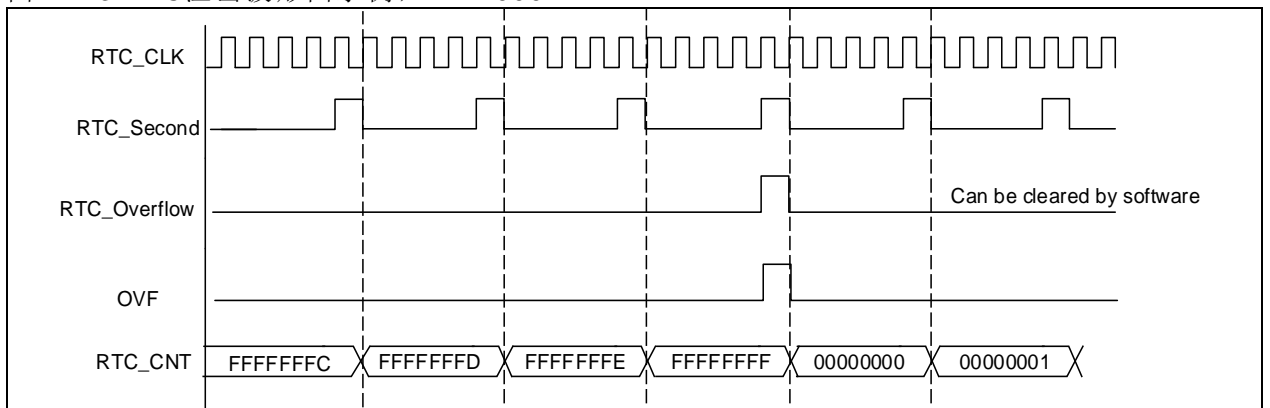 RTC_CLK
RTC_Second
RTC_Overflow
Can be cleared by software
OVF
RTC_CNT FFFFFFFC FFFFFFFD FFFFFFFE FFFFFFFF 00000000 00000001